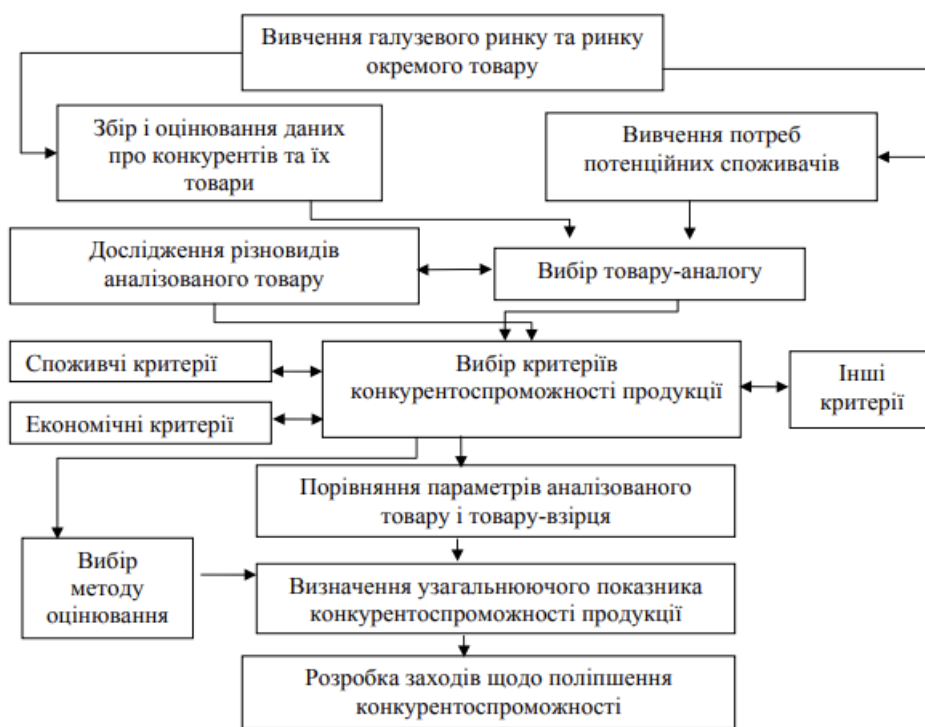 Вивчення галузевого ринку та ринку
окремого товару
Збір і оцінювання даних
про конкурентів та їх
товари
Вивчення потреб
потенційних споживачів
Дослідження різновидів
аналізованого товару
Вибір товару-аналогу
Споживчі критерії
Вибір критеріїв
конкурентоспроможності продукції
Інші
критерії
Економічні критерії
Порівняння параметрів аналізованого
товару і товару-взірця
Вибір
методу
оцінювання
Визначення узагальнюючого показника
конкурентоспроможності продукції
Розробка заходів щодо поліпшення
конкурентоспроможності